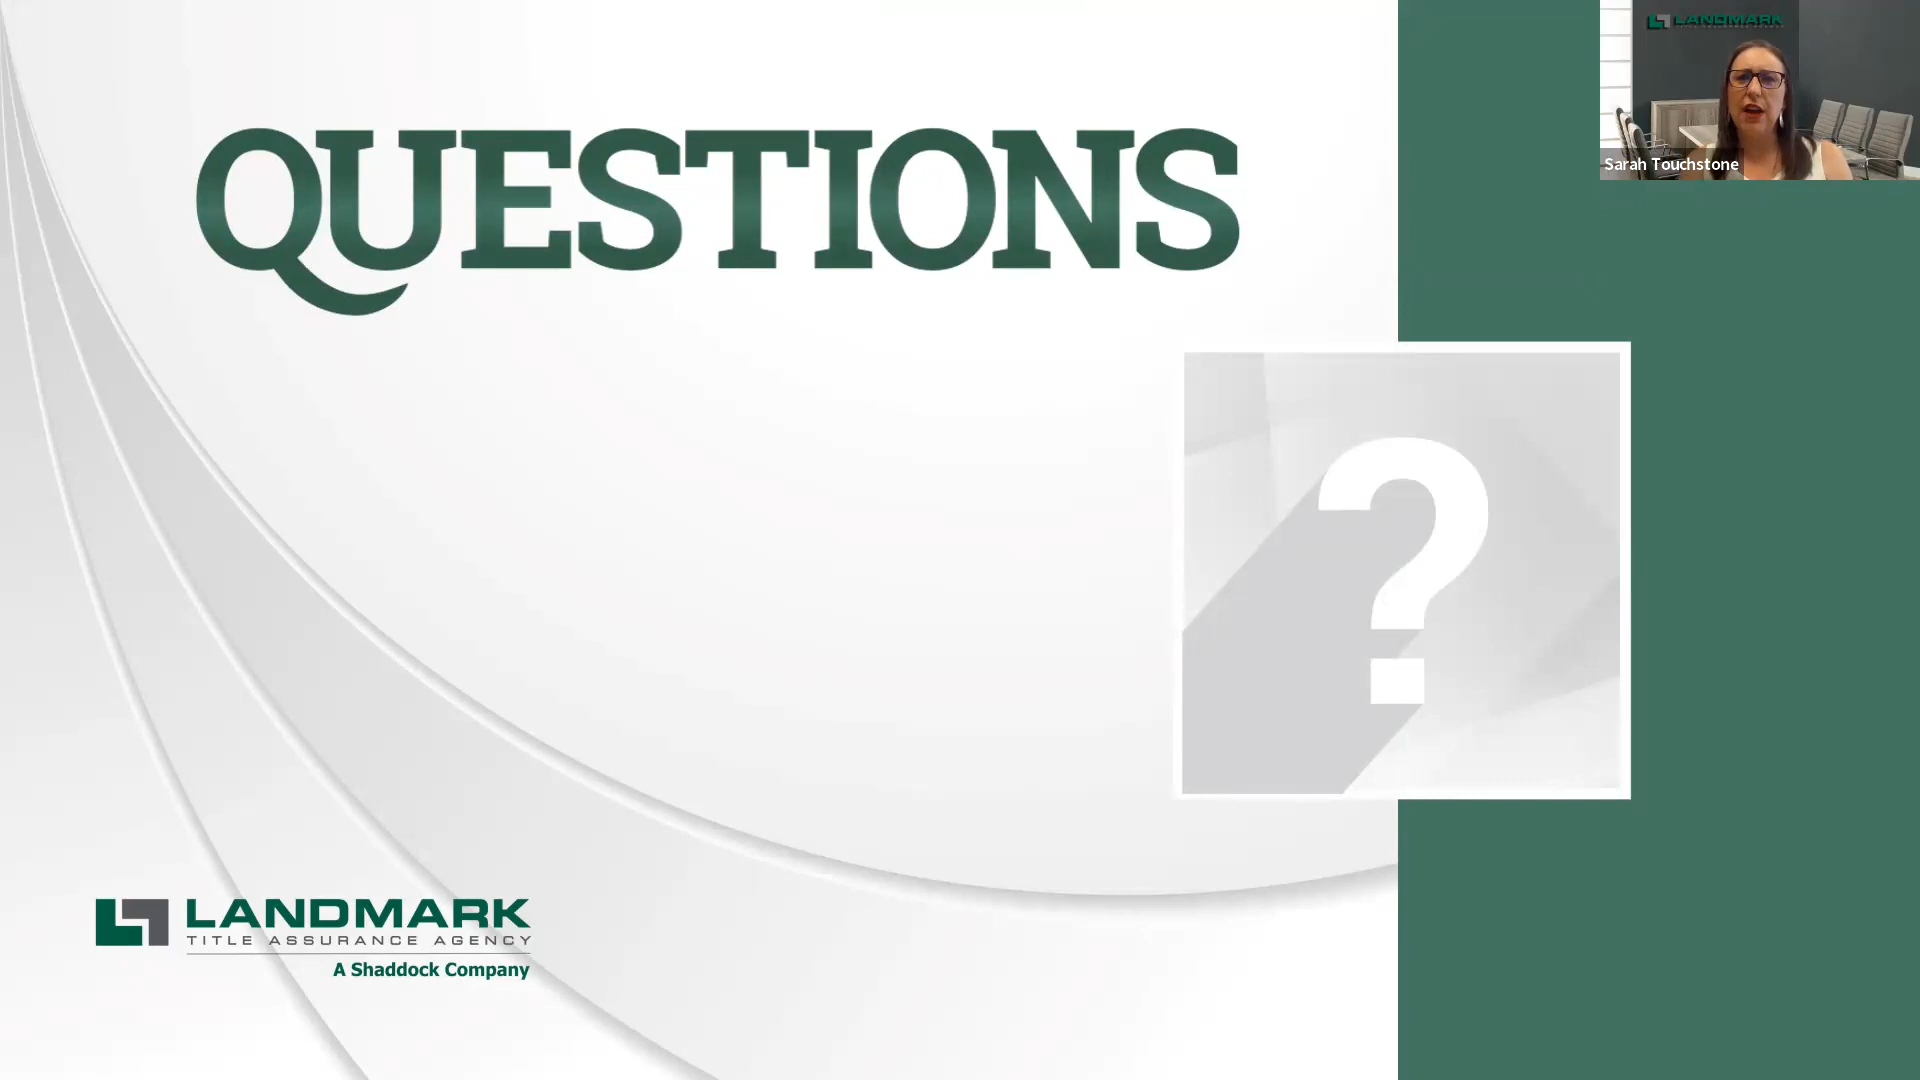 QUESTIONS
LANDMARK
Sarah Touchstone
?
LANDMARK
TITLE ASSURANCE AGENCY
A Shaddock Company